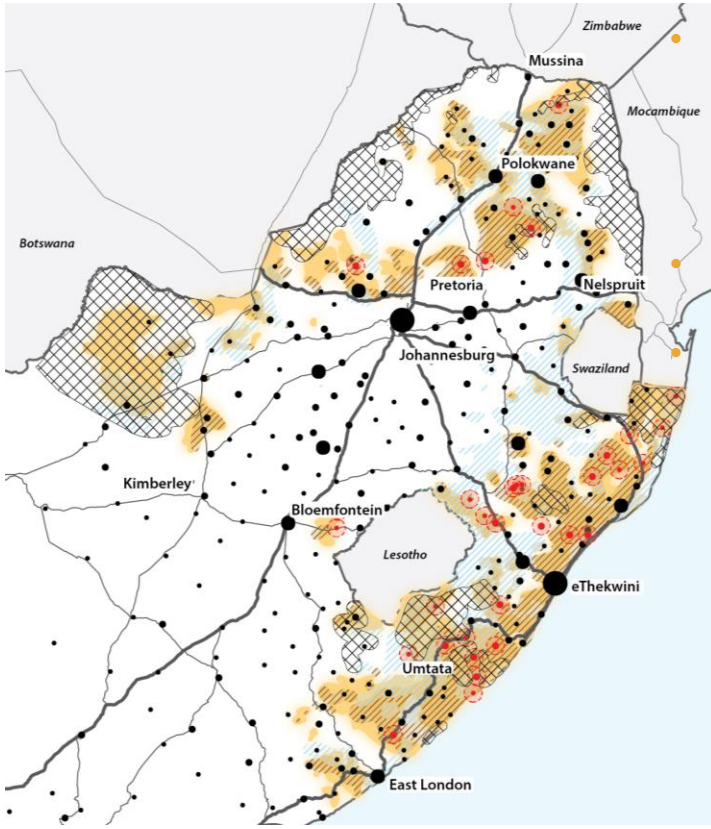 Zimbabwe
Mussina
Mocambique
Polokwane
Botswana
Pretoria
Nelspruit
Johannesburg
Swaziland
Kimberley
Bloemfontein
Lesotho
eThekwini
Umtata
East London